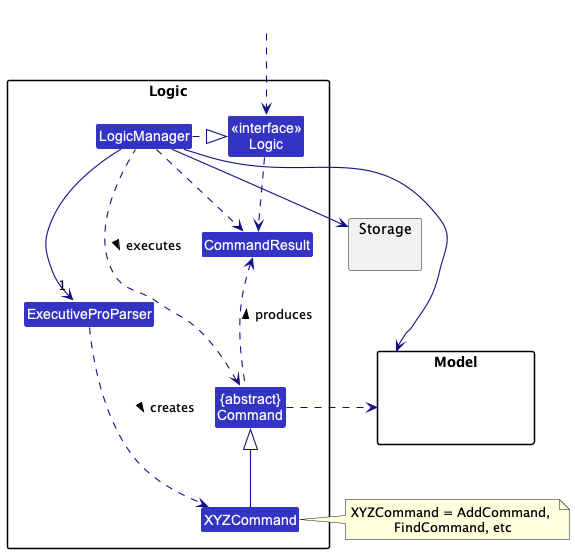 Logic
LogicManager
«interface»
Logic
Storage
executes
CommandResult
1
ExecutiveProParser
produces
Model
{abstract}
Command
creates
XYZCommand
XYZCommand = AddCommand,
FindCommand, etc